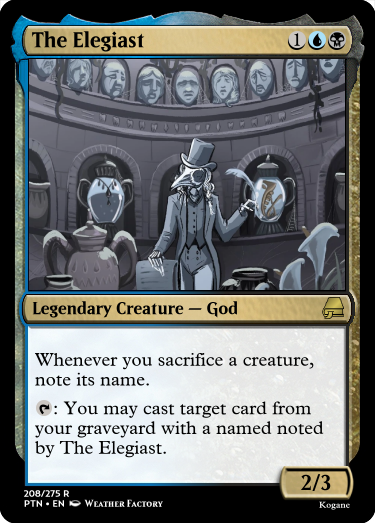 The Elegiast 1
Legendary Creature — God
Whenever you sacrifice a creature,
note its name.
: You may cast target card from
your graveyard with a named noted
by The Elegiast.
2/3
208/275 R
PTN • EN Weather Factory
Kogane